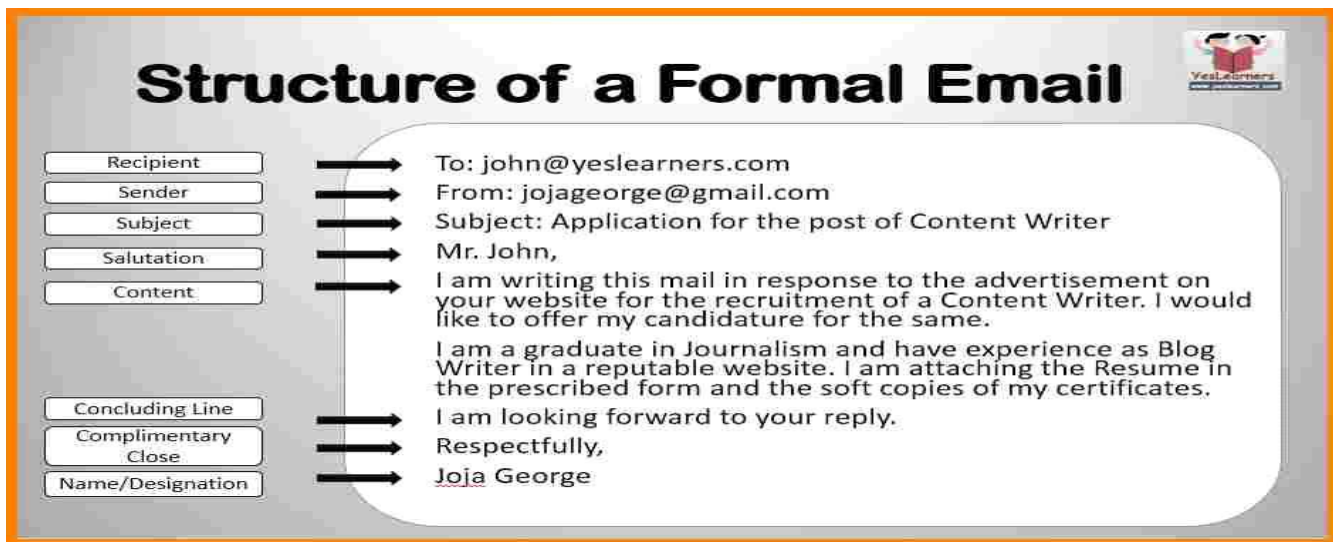 Structure of a Formal Email
YesLearners
www.yeslearners.com
Recipient
To: john@yeslearners.com
Sender
From: jojageorge@gmail.com
Subject
Subject: Application for the post of Content Writer
Salutation
Mr. John,
Content
I am writing this mail in response to the advertisement on
your website for the recruitment of a Content Writer. I would
like to offer my candidature for the same.
I am a graduate in Journalism and have experience as Blog
Writer in a reputable website. I am attaching the Resume in
the prescribed form and the soft copies of my certificates.
Concluding Line
I am looking forward to your reply.
Complimentary
Close
Respectfully,
Name/Designation
Joja George